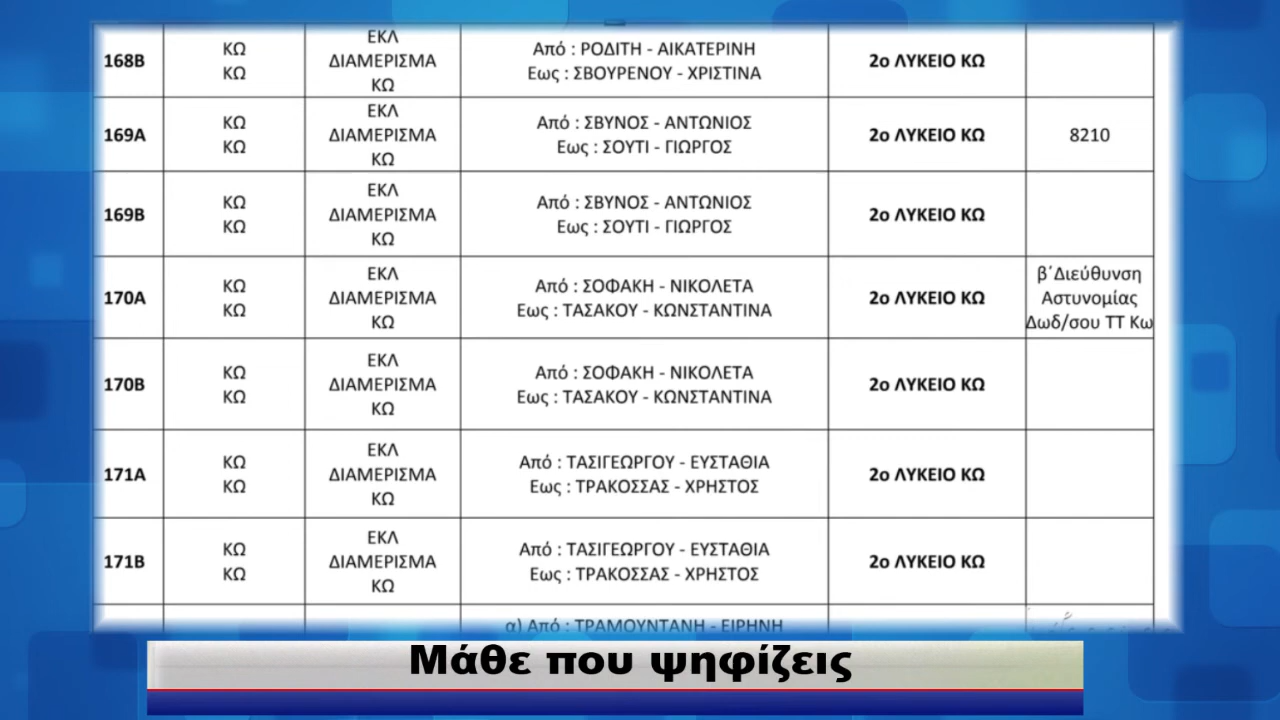 168Β
ΚΩ
ΚΩ
ΕΚΛ
ΔΙΑΜΕΡΙΣΜΑ
ΚΩ
Από : ΡΟΔΙΤΗ - ΑΙΚΑΤΕΡΙΝΗ
Εως : ΣΒΟΥΡΕΝΟΥ - ΧΡΙΣΤΙΝΑ
2ο ΛΥΚΕΙΟ ΚΩ
169Α
ΚΩ
ΚΩ
ΕΚΛ
ΔΙΑΜΕΡΙΣΜΑ
ΚΩ
Από : ΣΒΥΝΟΣ - ΑΝΤΩΝΙΟΣ
Εως : ΣΟΥΤΙ - ΓΙΩΡΓΟΣ
2ο ΛΥΚΕΙΟ ΚΩ
8210
169Β
ΚΩ
ΚΩ
ΕΚΛ
ΔΙΑΜΕΡΙΣΜΑ
ΚΩ
Από : ΣΒΥΝΟΣ - ΑΝΤΩΝΙΟΣ
Εως : ΣΟΥΤΙ - ΓΙΩΡΓΟΣ
2ο ΛΥΚΕΙΟ ΚΩ
170Α
ΚΩ
ΚΩ
ΕΚΛ
ΔΙΑΜΕΡΙΣΜΑ
ΚΩ
Από : ΣΟΦΑΚΗ - ΝΙΚΟΛΕΤΑ
Εως : ΤΑΣΑΚΟΥ - ΚΩΝΣΤΑΝΤΙΝΑ
2ο ΛΥΚΕΙΟ ΚΩ
β΄Διεύθυνση
Αστυνομίας
Δωδ/σου ΤΤ Κω
170Β
ΚΩ
ΚΩ
ΕΚΛ
ΔΙΑΜΕΡΙΣΜΑ
ΚΩ
Από : ΣΟΦΑΚΗ - ΝΙΚΟΛΕΤΑ
Εως : ΤΑΣΑΚΟΥ - ΚΩΝΣΤΑΝΤΙΝΑ
2ο ΛΥΚΕΙΟ ΚΩ
171Α
ΚΩ
ΚΩ
ΕΚΛ
ΔΙΑΜΕΡΙΣΜΑ
ΚΩ
Από : ΤΑΣΙΓΕΩΡΓΟΥ - ΕΥΣΤΑΘΙΑ
Εως : ΤΡΑΚΟΣΣΑΣ - ΧΡΗΣΤΟΣ
2ο ΛΥΚΕΙΟ ΚΩ
171Β
ΚΩ
ΚΩ
ΕΚΛ
ΔΙΑΜΕΡΙΣΜΑ
ΚΩ
Από : ΤΑΣΙΓΕΩΡΓΟΥ - ΕΥΣΤΑΘΙΑ
Εως : ΤΡΑΚΟΣΣΑΣ - ΧΡΗΣΤΟΣ
2ο ΛΥΚΕΙΟ ΚΩ
α) Από : ΤΡΑΜΟΥΝΤΑΝΗ - ΕΙΡΗΝΗ
Μάθε που ψηφίζεις